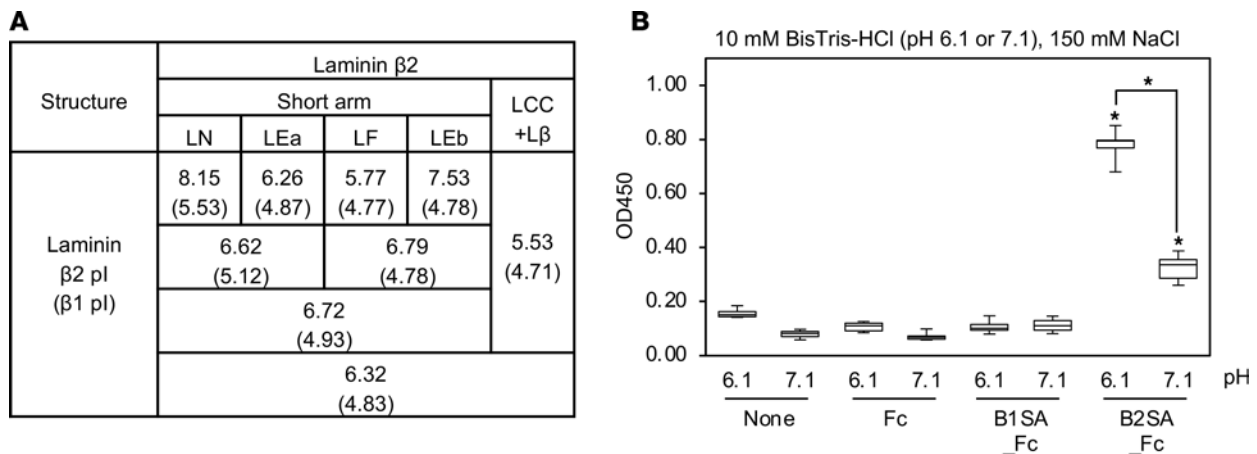 A
Structure
Laminin β2
Short arm
LCC
+Lβ
LN LEa LF LEb
Laminin
β2 pI
(β1 pI)
8.15 6.26 5.77 7.53
(5.53) (4.87) (4.77) (4.78)
6.62 6.79
(5.12) (4.78)
5.53
(4.71)
6.72
(4.93)
6.32
(4.83)
B
10 mM BisTris-HCl (pH 6.1 or 7.1), 150 mM NaCl
OD450
1.00
0.80
0.60
0.40
0.20
0.00
*
* *
6.1 7.1 6.1 7.1 6.1 7.1 6.1 7.1 pH
None Fc B1SA B2SA
_Fc _Fc